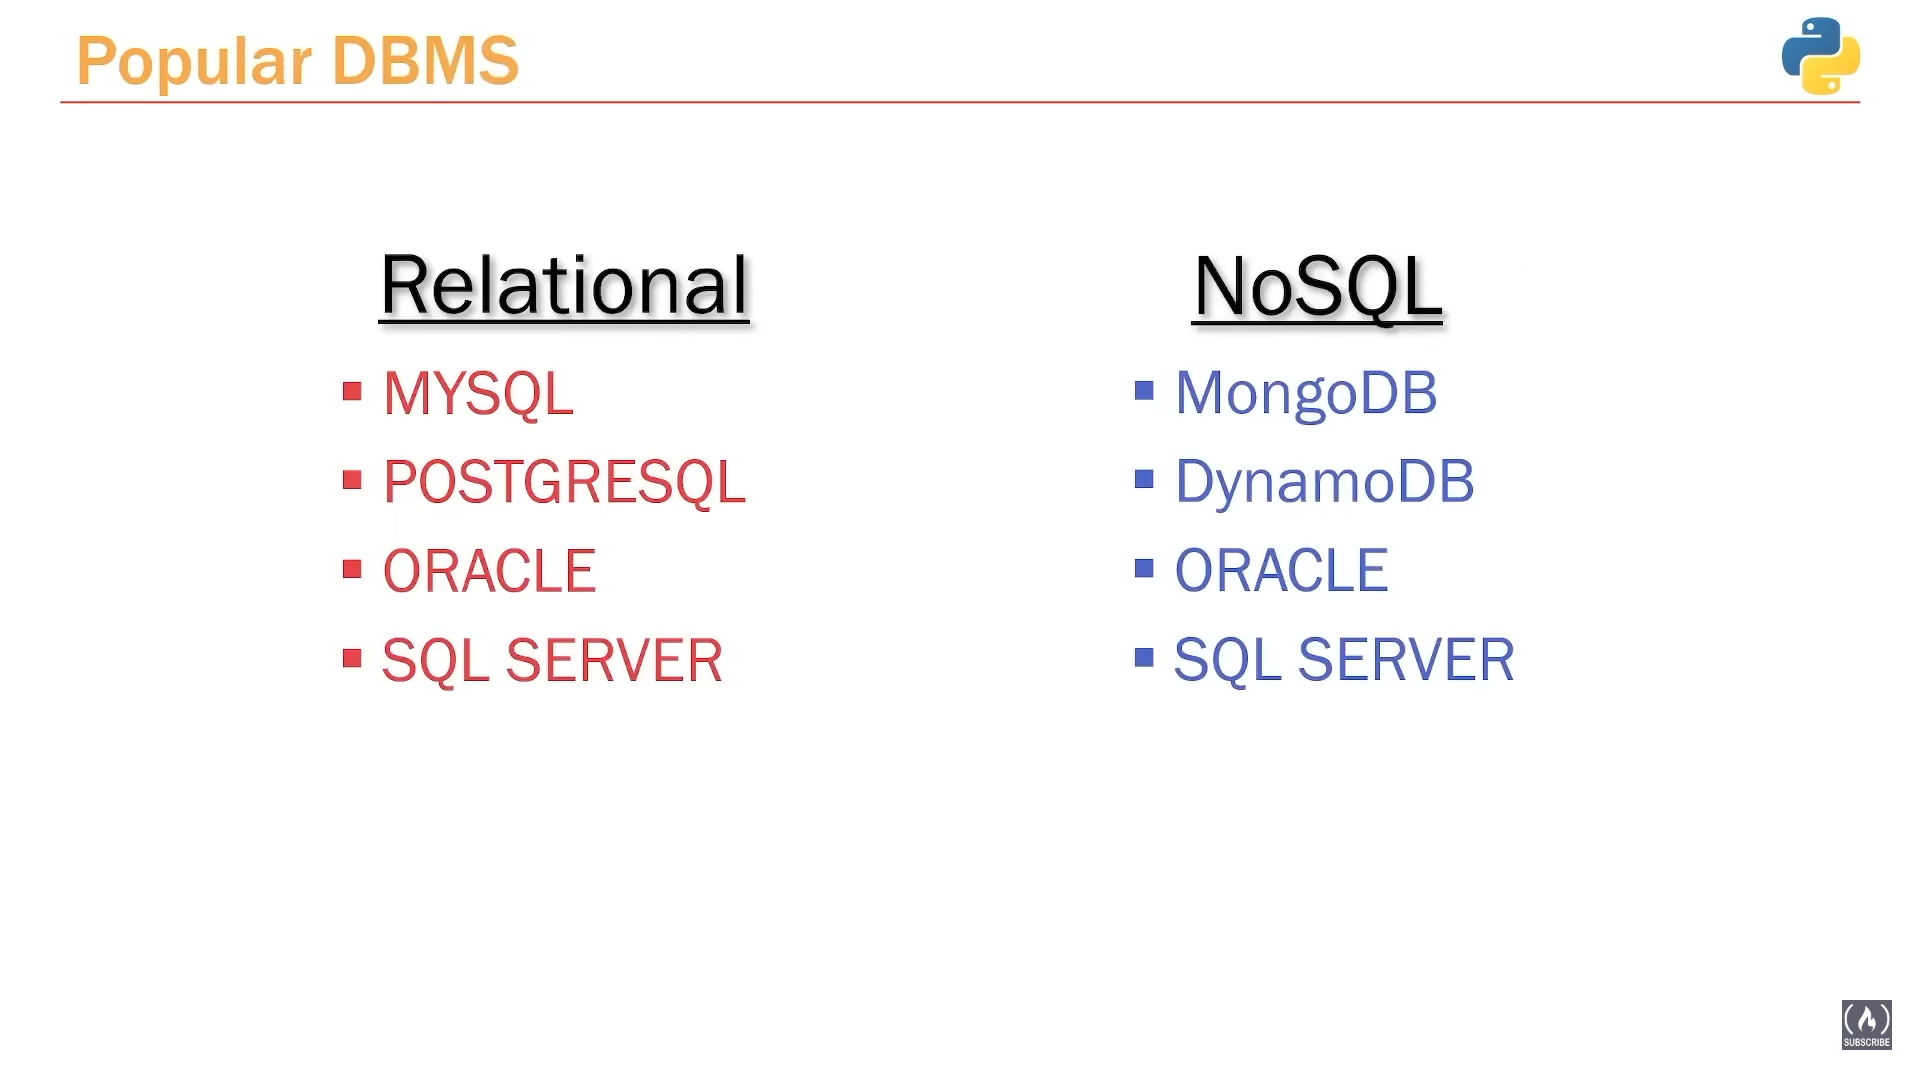 Popular DBMS
Relational
MYSQL
POSTGRESQL
ORACLE
SQL SERVER
NoSQL
MongoDB
DynamoDB
ORACLE
SQL SERVER
SUBSCRIBE